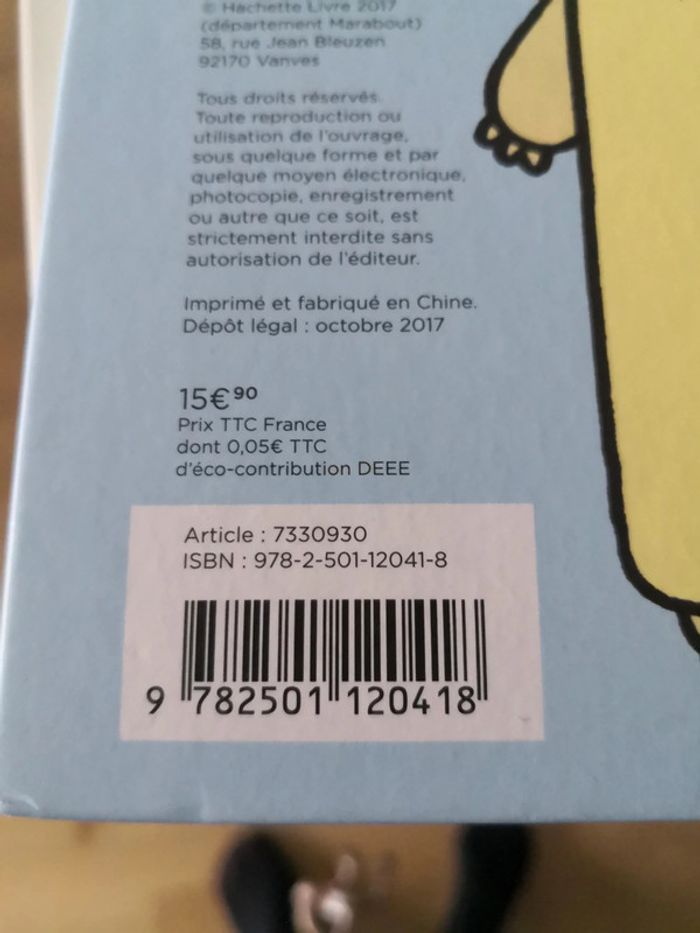 © Hachette Livre 2017
(département Marabout)
58, rue Jean Bleuzen
92170 Vanves
Tous droits réservés.
Toute reproduction ou
utilisation de l'ouvrage,
sous quelque forme et par
quelque moyen électronique,
photocopie, enregistrement
ou autre que ce soit, est
strictement interdite sans
autorisation de l'éditeur.
Imprimé et fabriqué en Chine.
Dépôt légal : octobre 2017
15€90
Prix TTC France
dont 0,05€ TTC
d'éco-contribution DEEE
Article : 7330930
ISBN : 978-2-501-12041-8
9 782501 120418